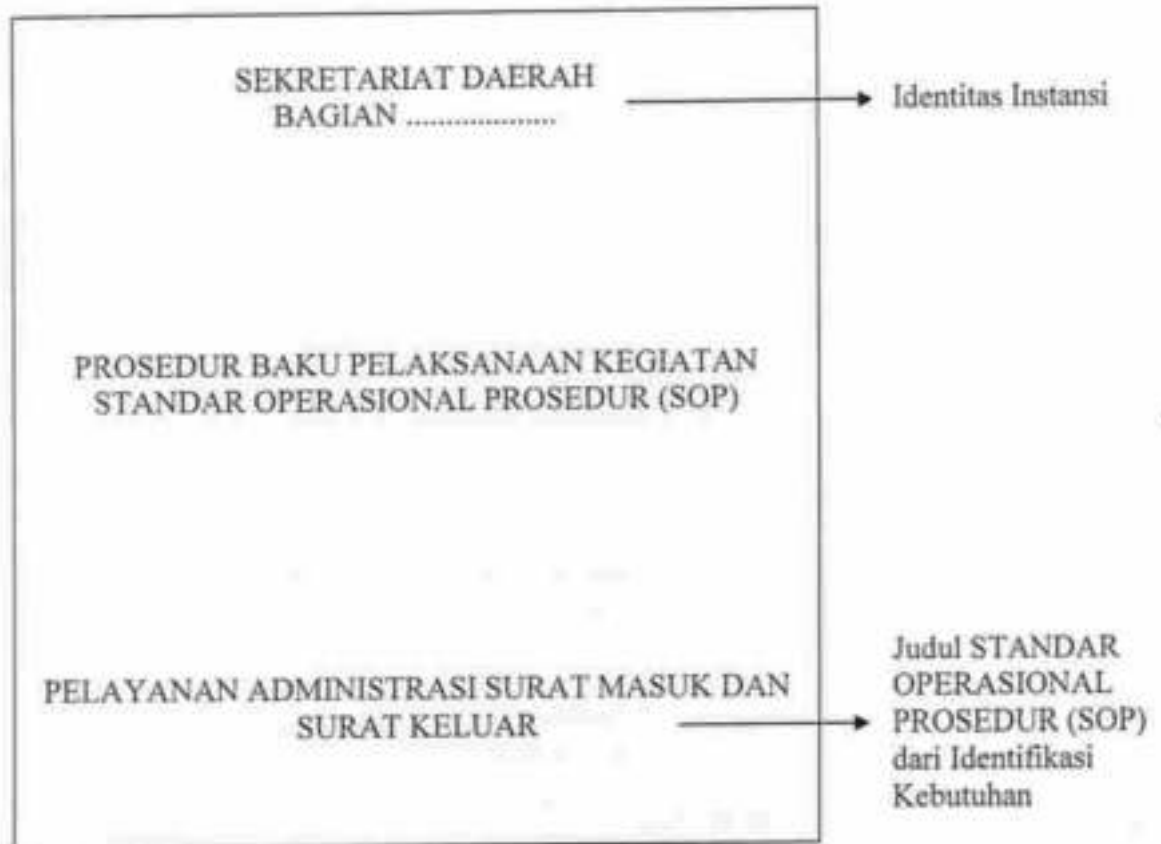 SEKRETARIAT DAERAH
BAGIAN ...................
Identitas Instansi
PROSEDUR BAKU PELAKSANAAN KEGIATAN
STANDAR OPERASIONAL PROSEDUR (SOP)
PELAYANAN ADMINISTRASI SURAT MASUK DAN
SURAT KELUAR
Judul STANDAR
OPERASIONAL
PROSEDUR (SOP)
dari Identifikasi
Kebutuhan